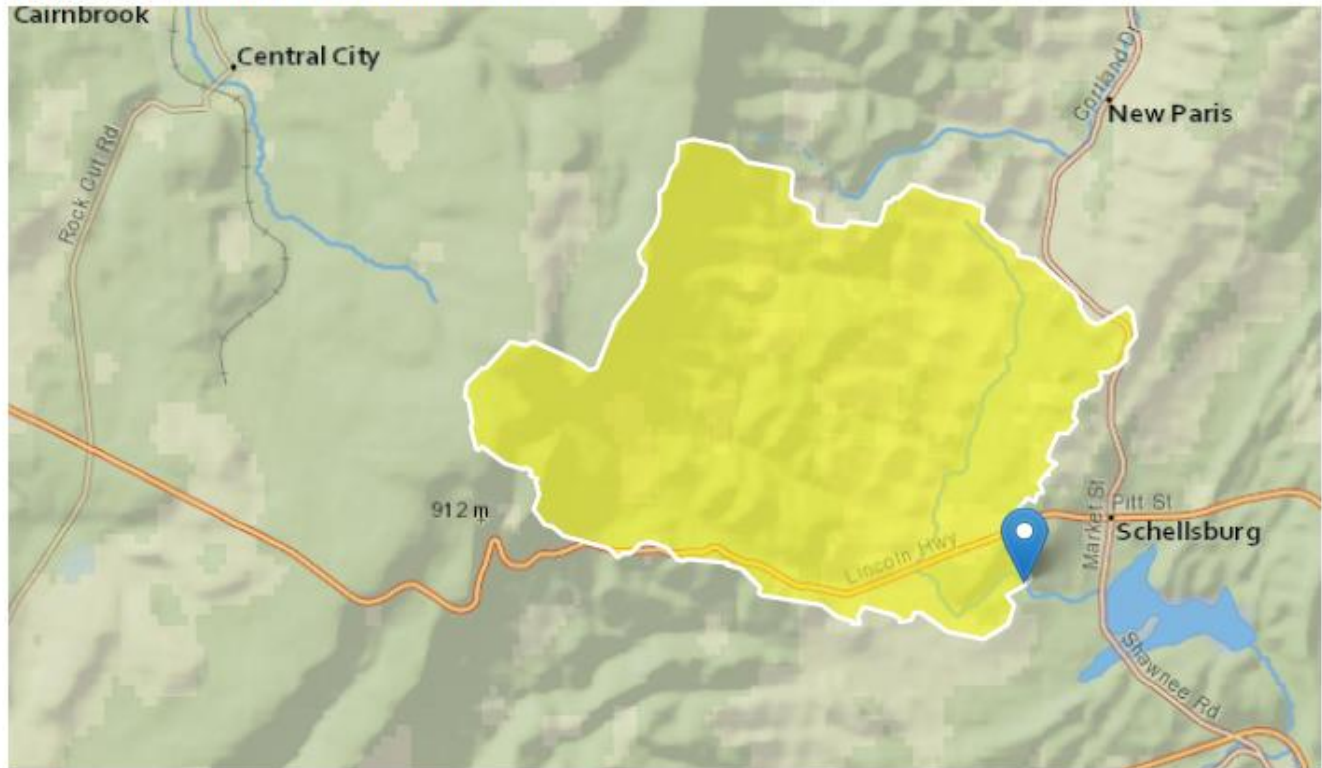 Cairnbrook
Central City
Cortland Dr
New Paris
Rock Cut Rd
912 m
Market St
Pitt St
Schellsburg
Lincoln Hwy
Shawnee Rd